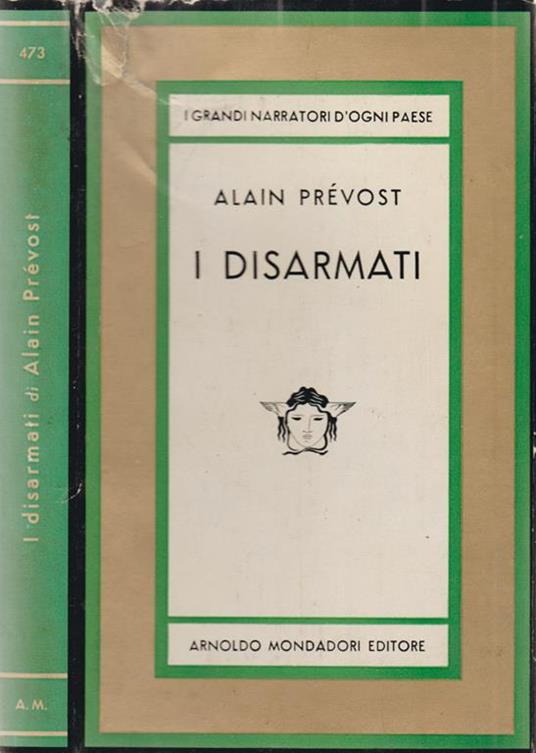 473
I disarmati di Alain Prévost
A.M.
I GRANDI NARRATORI D'OGNI PAESE
ALAIN PRÉVOST
I DISARMATI
ARNOLDO MONDADORI EDITORE